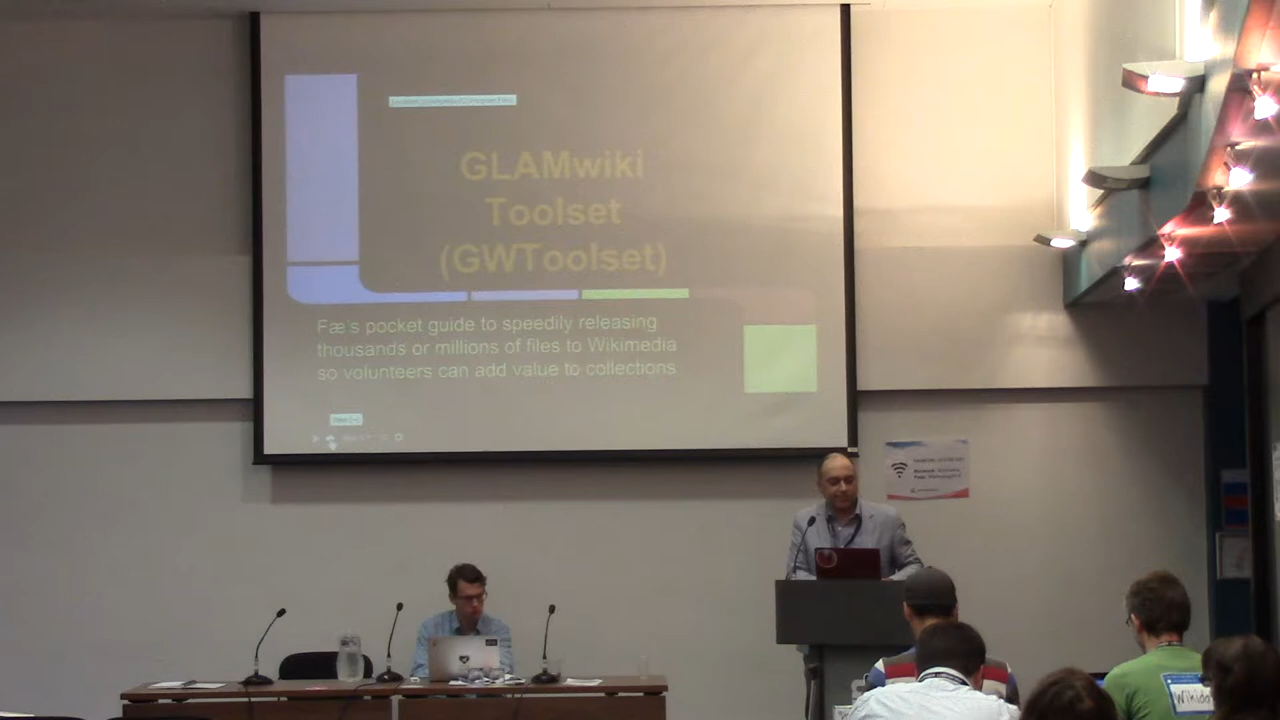 GLAMwiki
Toolset
(GWToolset)
Fæ's pocket guide to speedily releasing
thousands or millions of files to Wikimedia
so volunteers can add value to collections